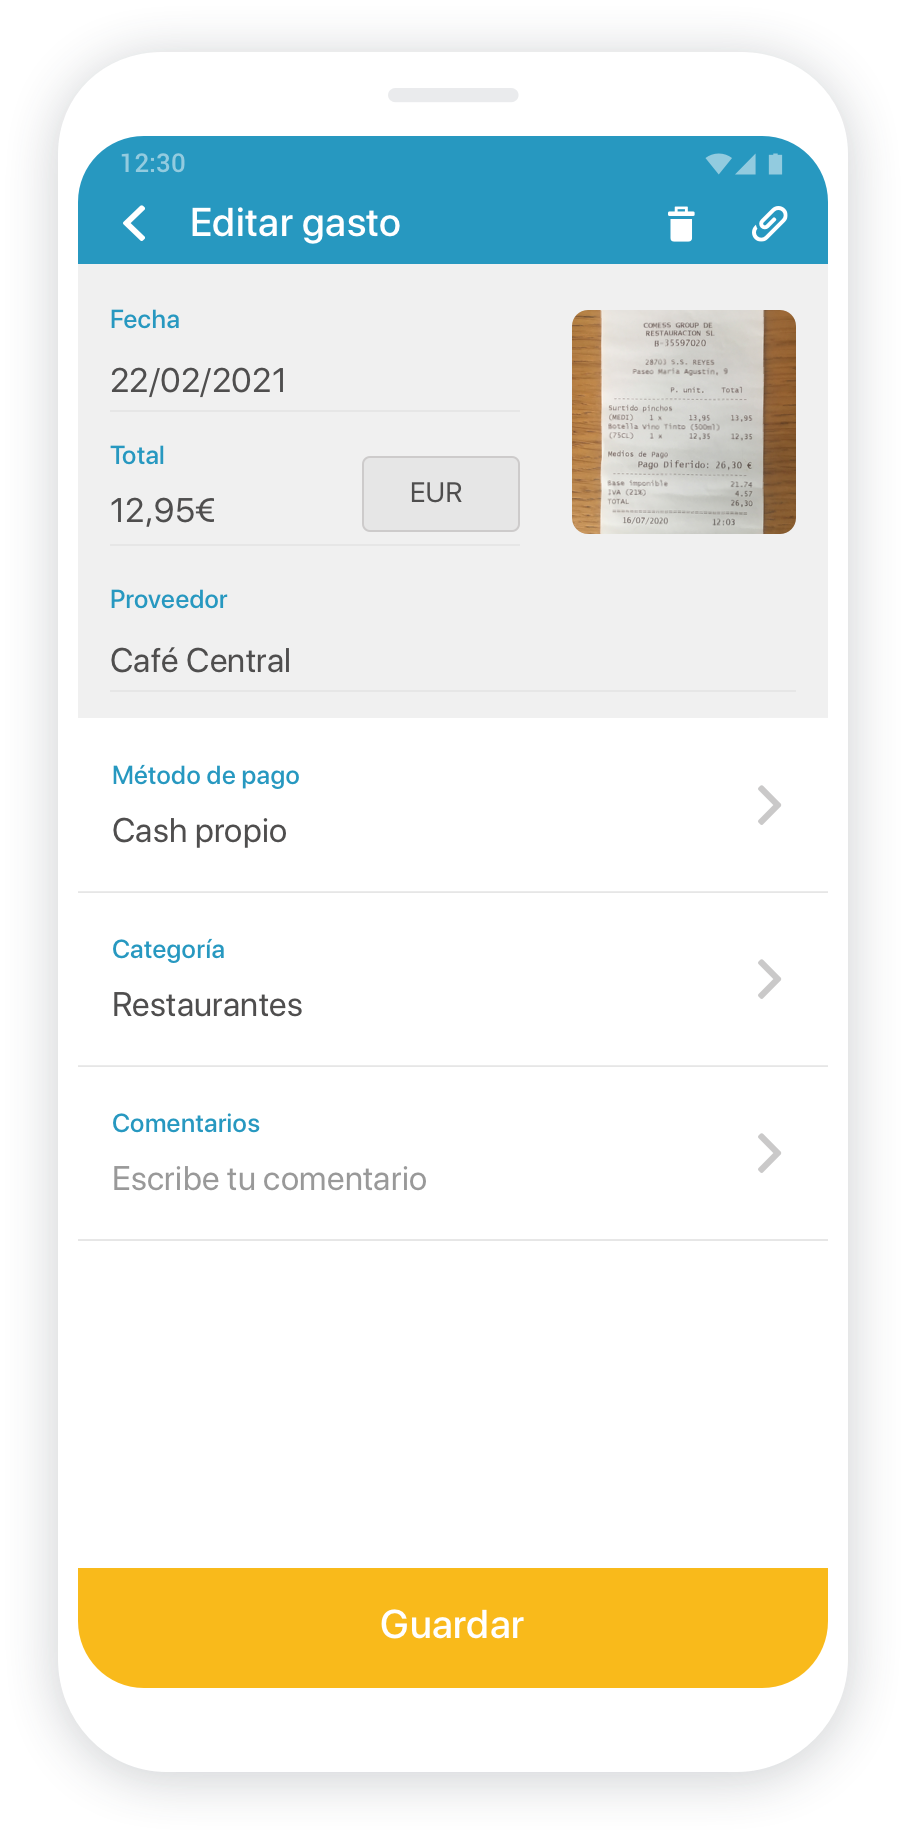 12:30
Editar gasto
Fecha
22/02/2021
Total
12,95€
EUR
COMESS GROUP DE
RESTAURACION SL
B-35597020
28703 S.S. REYES
Paseo María Agustín, 9
P. unit. Total
Surtido pinchos
(MEDI) 1 x 13,95 13,95
Botella Vino Tinto (500ml)
(75CL) 1 x 12,35 12,35
Medios de Pago
Pago Diferido: 26,30 €
Base imponible 21.74
IVA (21%) 4.57
TOTAL 26,30
16/07/2020 12:03
Proveedor
Café Central
Método de pago
Cash propio
Categoría
Restaurantes
Comentarios
Escribe tu comentario
Guardar